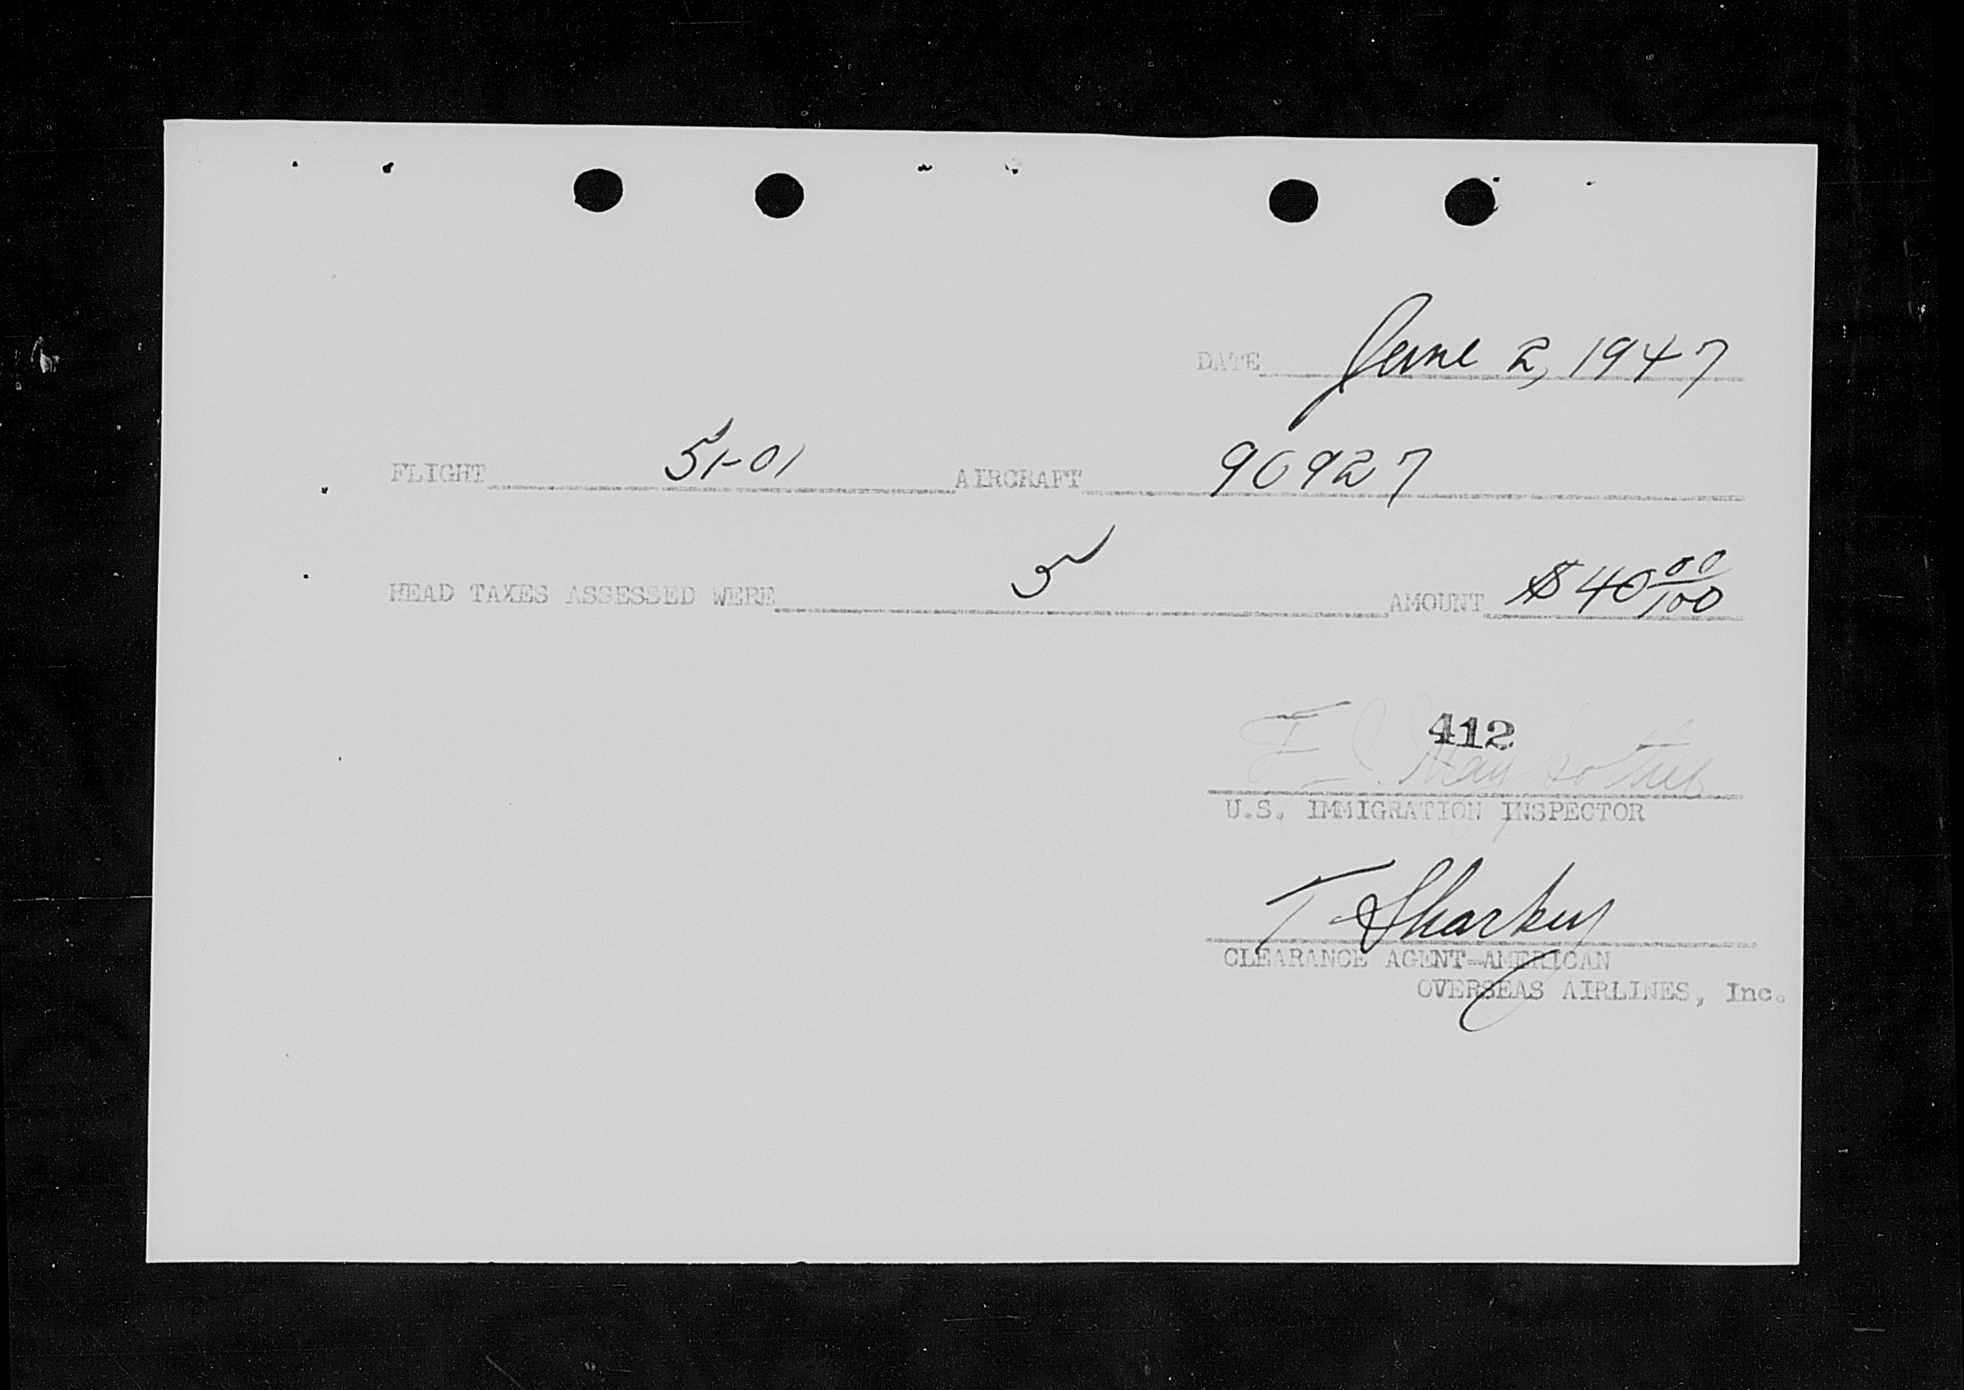 DATE June 2, 1947
FLIGHT 51-01 AIRCRAFT 90927
HEAD TAXES ASSESSED WERE 5 AMOUNT $40 00/100
412
E
U.S. IMMIGRATION INSPECTOR
T Sharkey
CLEARANCE AGENT-AMERICAN
OVERSEAS AIRLINES, Inc.